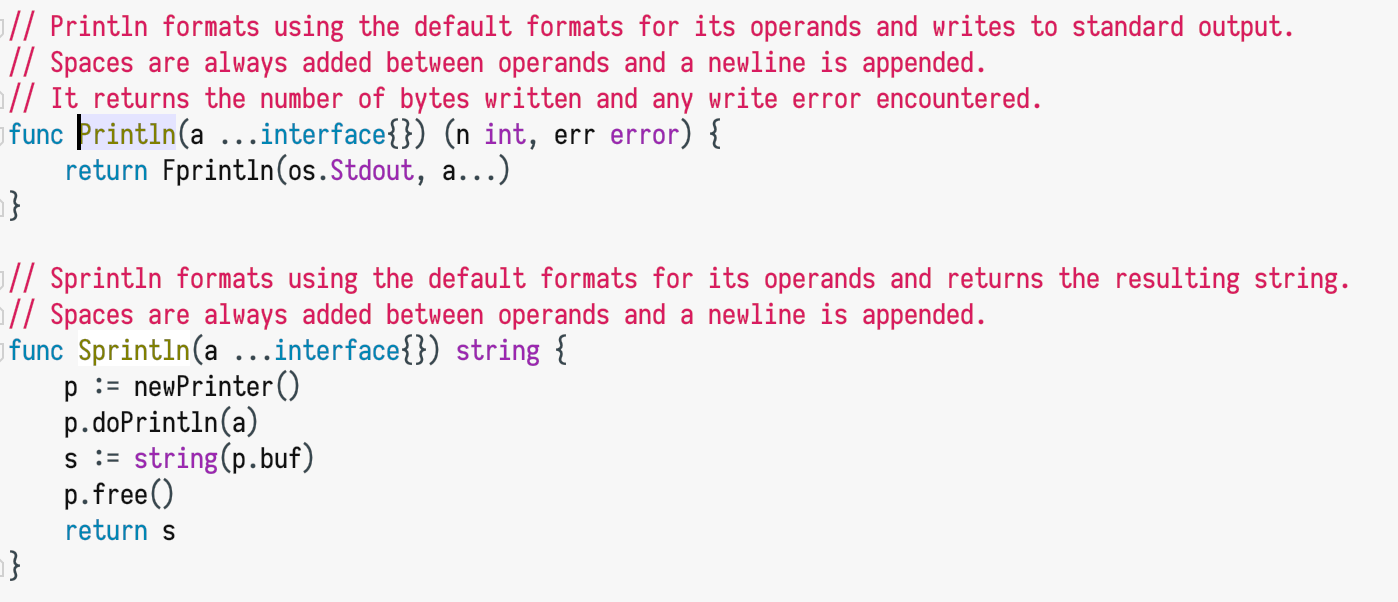 // Println formats using the default formats for its operands and writes to standard output.
// Spaces are always added between operands and a newline is appended.
// It returns the number of bytes written and any write error encountered.
func Println(a ...interface{}) (n int, err error) {
    return Fprintln(os.Stdout, a...)
}

// Sprintln formats using the default formats for its operands and returns the resulting string.
// Spaces are always added between operands and a newline is appended.
func Sprintln(a ...interface{}) string {
    p := newPrinter()
    p.doPrintln(a)
    s := string(p.buf)
    p.free()
    return s
}